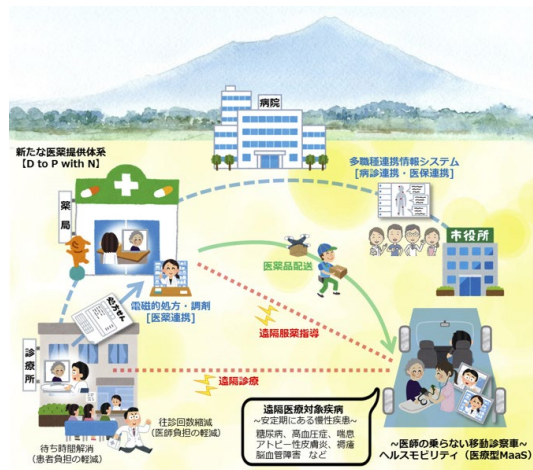 病院
新たな医薬提供体系
【D to P with N】
多職種連携情報システム
[病診連携・医保連携]
薬局
市役所
医薬品配送
処方せん
電磁的処方・調剤
[医薬連携]
遠隔服薬指導
診療所
遠隔診療
往診回数縮減
(医師負担の軽減)
待ち時間解消
(患者負担の軽減)
遠隔医療対象疾病
~安定期にある慢性疾患~
糖尿病、高血圧症、喘息
アトピー性皮膚炎、褥瘡
脳血管障害 など
~医師の乗らない移動診察車~
ヘルスモビリティ(医療型MaaS)